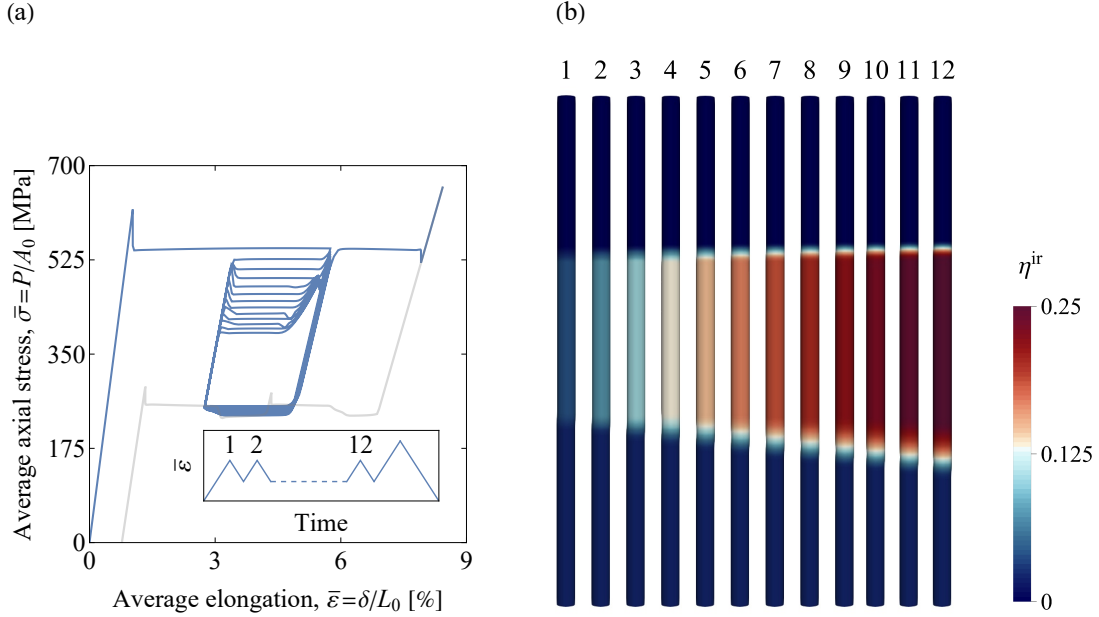 (a)
(b)
1 2 3 4 5 6 7 8 9 10 11 12
700
525
350
175
0
0 3 6 9
Average axial stress, σ̄=P/A₀ [MPa]
Average elongation, ε̄=δ/L₀ [%]
1 2 12
ε̄
Time
ηⁱʳ
0.25
0.125
0